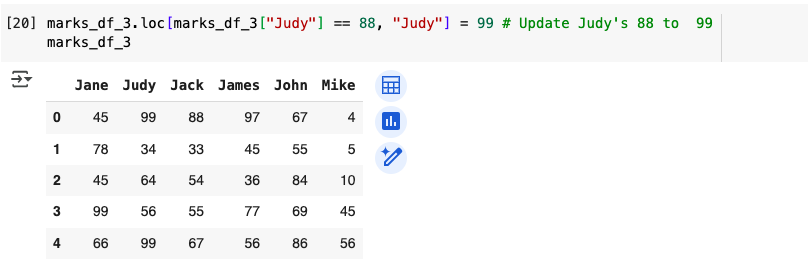 [20] marks_df_3.loc[marks_df_3["Judy"] == 88, "Judy"] = 99 # Update Judy's 88 to  99
marks_df_3
Jane Judy Jack James John Mike
0 45 99 88 97 67 4
1 78 34 33 45 55 5
2 45 64 54 36 84 10
3 99 56 55 77 69 45
4 66 99 67 56 86 56